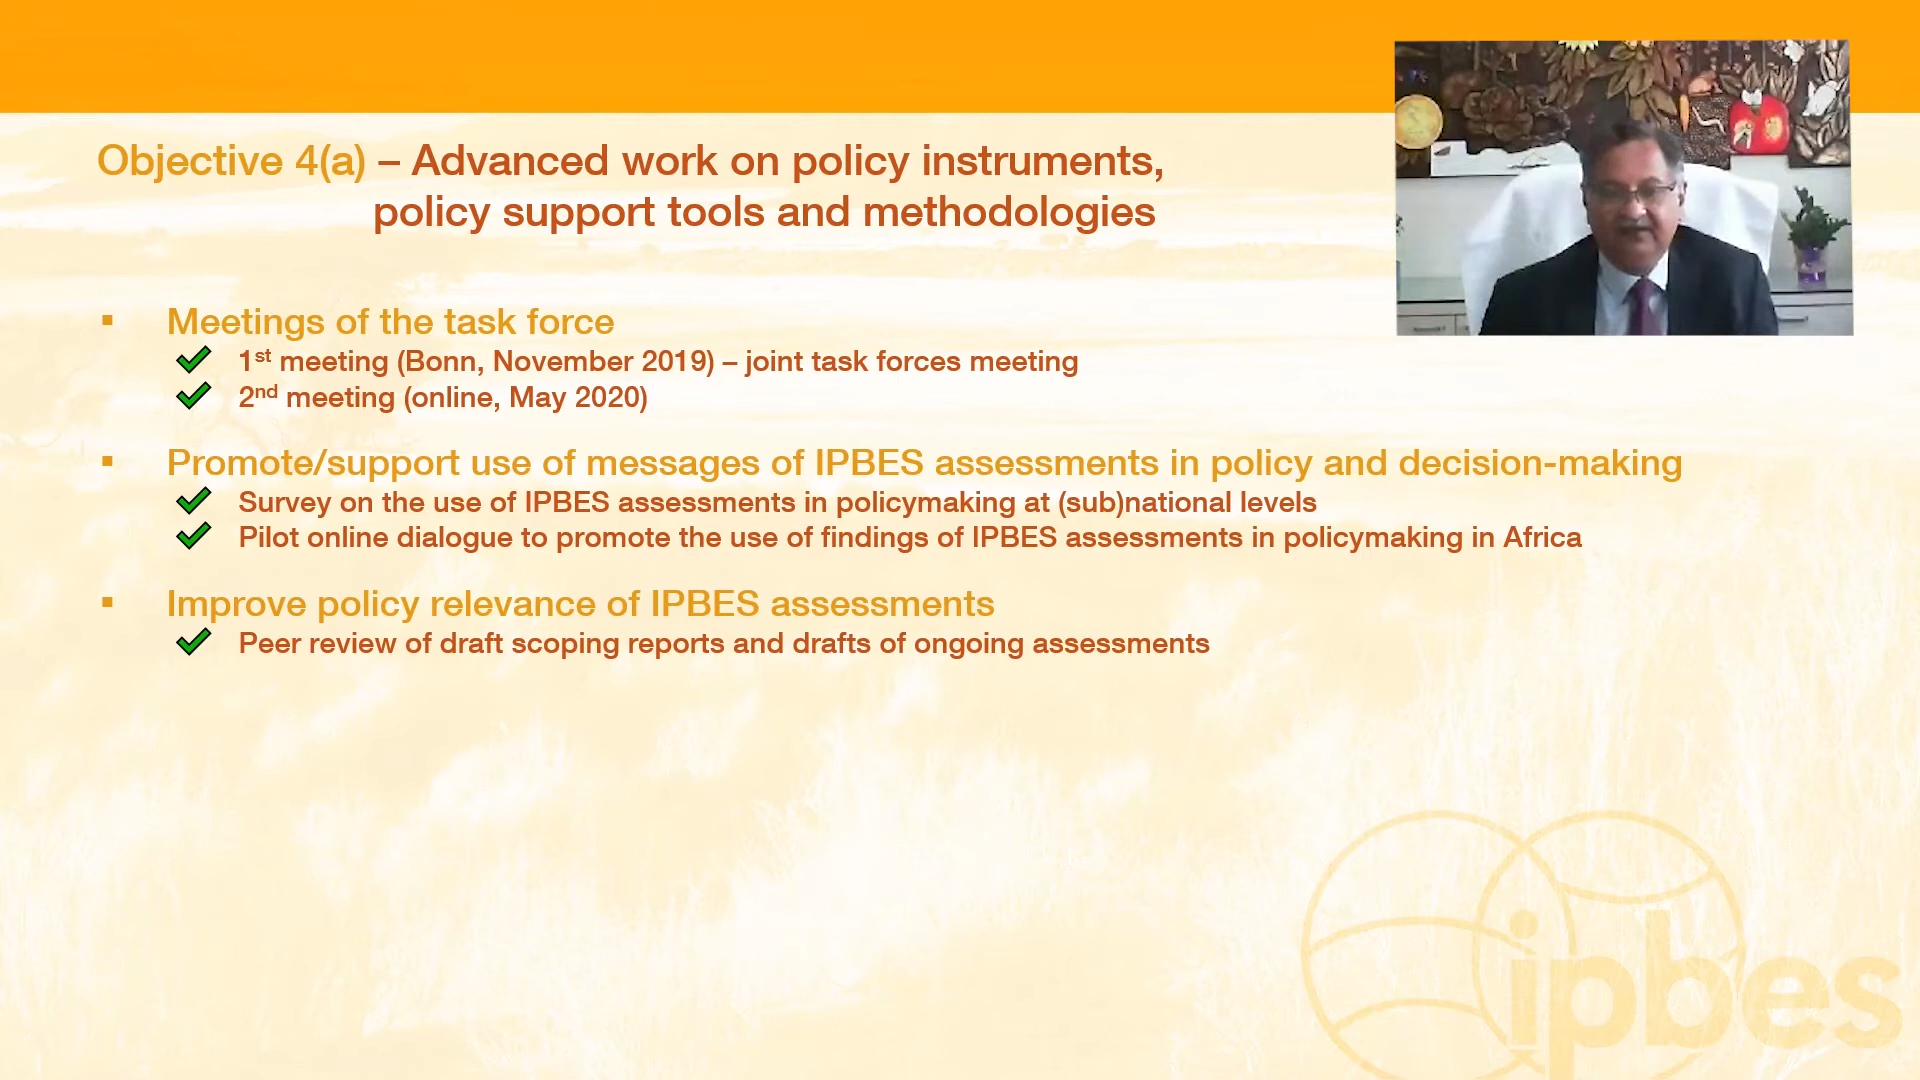 Objective 4(a) – Advanced work on policy instruments,
policy support tools and methodologies
▪ Meetings of the task force
✔ 1st meeting (Bonn, November 2019) – joint task forces meeting
✔ 2nd meeting (online, May 2020)
▪ Promote/support use of messages of IPBES assessments in policy and decision-making
✔ Survey on the use of IPBES assessments in policymaking at (sub)national levels
✔ Pilot online dialogue to promote the use of findings of IPBES assessments in policymaking in Africa
▪ Improve policy relevance of IPBES assessments
✔ Peer review of draft scoping reports and drafts of ongoing assessments
ipbes